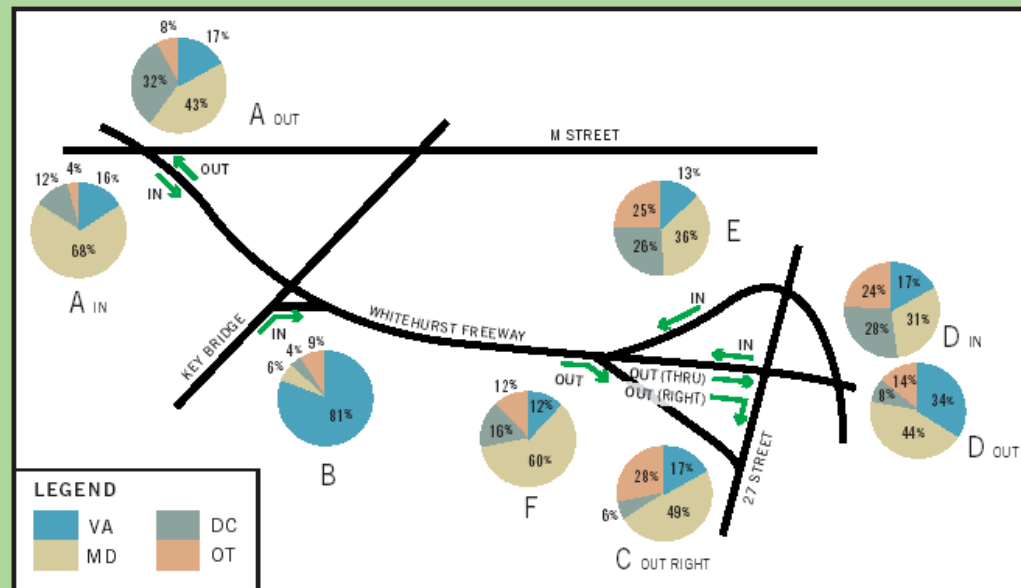 8%
17%
32%
43%
A OUT
M STREET
OUT
IN
12%
4%
16%
68%
A IN
13%
25%
36%
26%
E
IN
KEY BRIDGE
IN
WHITEHURST FREEWAY
IN
OUT
OUT (THRU)
OUT (RIGHT)
24%
17%
31%
28%
D IN
14%
34%
8%
44%
D OUT
6%
4%
9%
81%
B
12%
12%
16%
60%
F
28%
17%
6%
49%
C OUT RIGHT
27 STREET
LEGEND
VA
DC
MD
OT